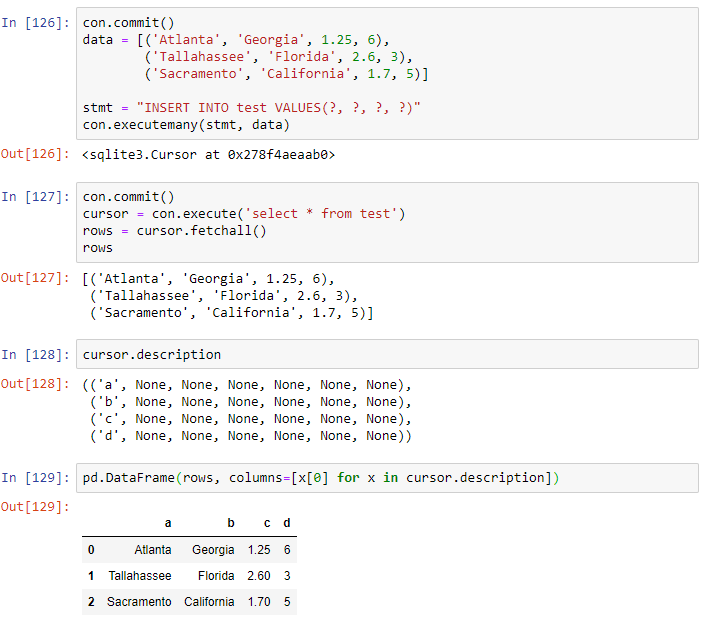 In [126]: con.commit()
data = [('Atlanta', 'Georgia', 1.25, 6),
('Tallahassee', 'Florida', 2.6, 3),
('Sacramento', 'California', 1.7, 5)]
stmt = "INSERT INTO test VALUES(?, ?, ?, ?)"
con.executemany(stmt, data)
Out[126]: <sqlite3.Cursor at 0x278f4aeaab0>
In [127]: con.commit()
cursor = con.execute('select * from test')
rows = cursor.fetchall()
rows
Out[127]: [('Atlanta', 'Georgia', 1.25, 6),
('Tallahassee', 'Florida', 2.6, 3),
('Sacramento', 'California', 1.7, 5)]
In [128]: cursor.description
Out[128]: (('a', None, None, None, None, None, None),
('b', None, None, None, None, None, None),
('c', None, None, None, None, None, None),
('d', None, None, None, None, None, None))
In [129]: pd.DataFrame(rows, columns=[x[0] for x in cursor.description])
Out[129]:
a b c d
0 Atlanta Georgia 1.25 6
1 Tallahassee Florida 2.60 3
2 Sacramento California 1.70 5